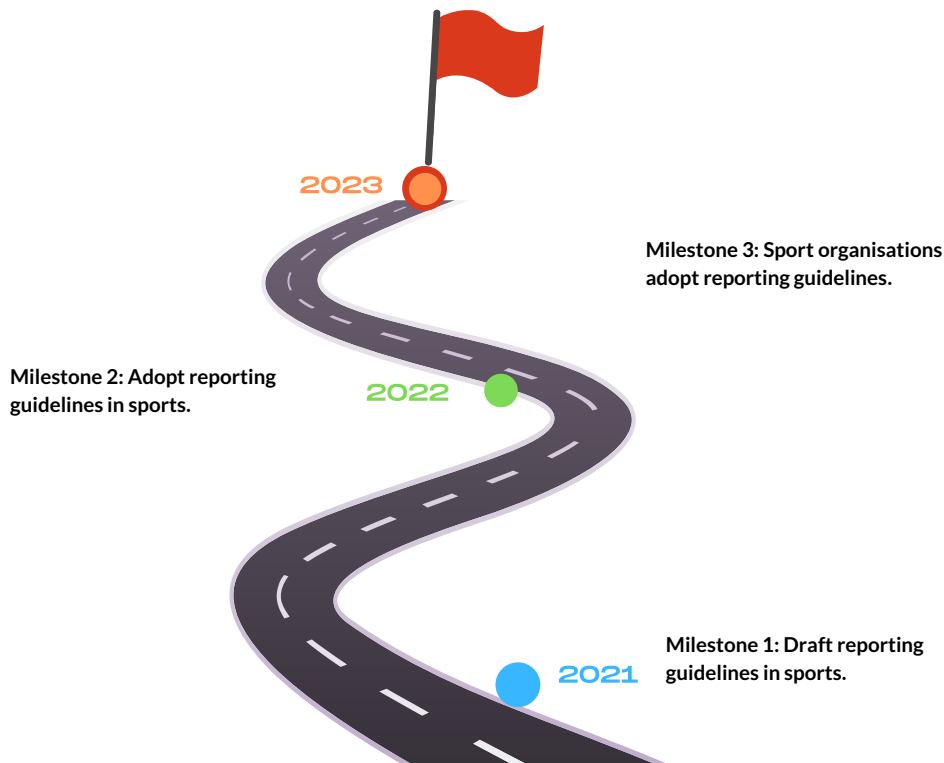 2023
Milestone 3: Sport organisations
adopt reporting guidelines.
Milestone 2: Adopt reporting
guidelines in sports.
2022
Milestone 1: Draft reporting
guidelines in sports.
2021